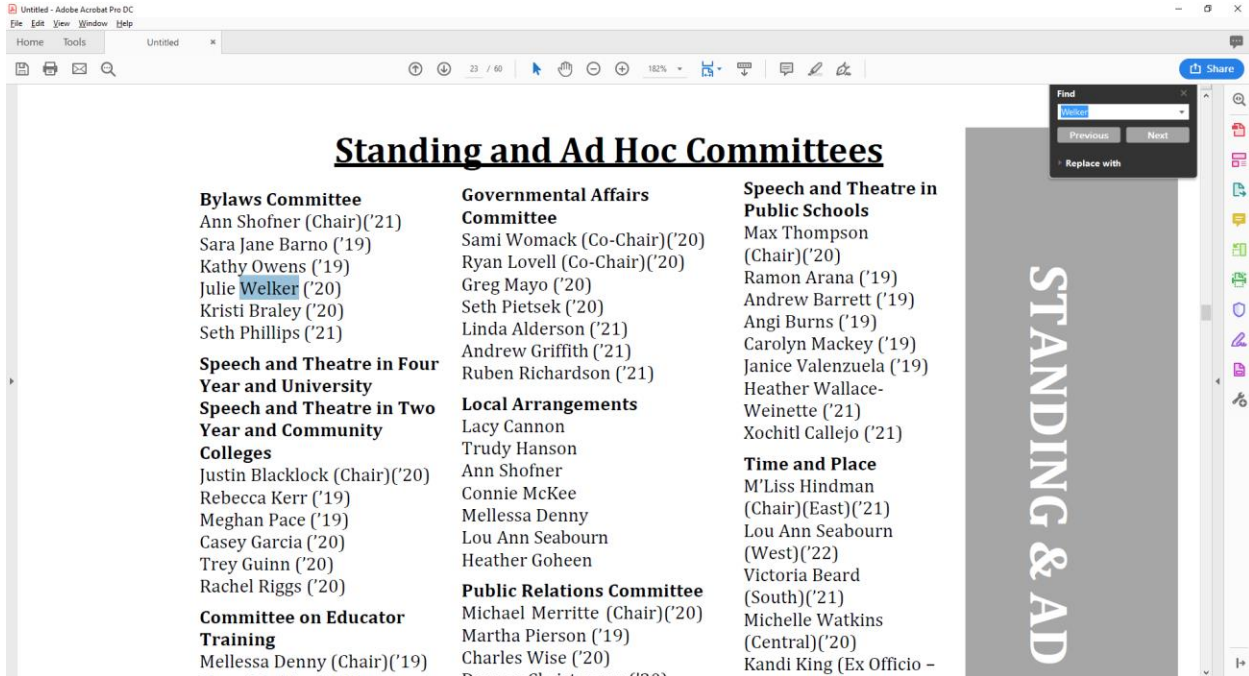 Untitled - Adobe Acrobat Pro DC
File Edit View Window Help
Home Tools Untitled
23 / 60 182%
Share
Find
Welker
Previous Next
Replace with
Standing and Ad Hoc Committees
Bylaws Committee
Ann Shofner (Chair)(’21)
Sara Jane Barno (’19)
Kathy Owens (’19)
Julie Welker (’20)
Kristi Braley (’20)
Seth Phillips (’21)
Speech and Theatre in Four
Year and University
Speech and Theatre in Two
Year and Community
Colleges
Justin Blacklock (Chair)(’20)
Rebecca Kerr (’19)
Meghan Pace (’19)
Casey Garcia (’20)
Trey Guinn (’20)
Rachel Riggs (’20)
Committee on Educator
Training
Mellessa Denny (Chair)(’19)
Governmental Affairs
Committee
Sami Womack (Co-Chair)(’20)
Ryan Lovell (Co-Chair)(’20)
Greg Mayo (’20)
Seth Pietsek (’20)
Linda Alderson (’21)
Andrew Griffith (’21)
Ruben Richardson (’21)
Local Arrangements
Lacy Cannon
Trudy Hanson
Ann Shofner
Connie McKee
Mellessa Denny
Lou Ann Seabourn
Heather Goheen
Public Relations Committee
Michael Merritte (Chair)(’20)
Martha Pierson (’19)
Charles Wise (’20)
Speech and Theatre in
Public Schools
Max Thompson
(Chair)(’20)
Ramon Arana (’19)
Andrew Barrett (’19)
Angi Burns (’19)
Carolyn Mackey (’19)
Janice Valenzuela (’19)
Heather Wallace-
Weinette (’21)
Xochitl Callejo (’21)
Time and Place
M’Liss Hindman
(Chair)(East)(’21)
Lou Ann Seabourn
(West)(’22)
Victoria Beard
(South)(’21)
Michelle Watkins
(Central)(’20)
Kandi King (Ex Officio –
STANDING & AD